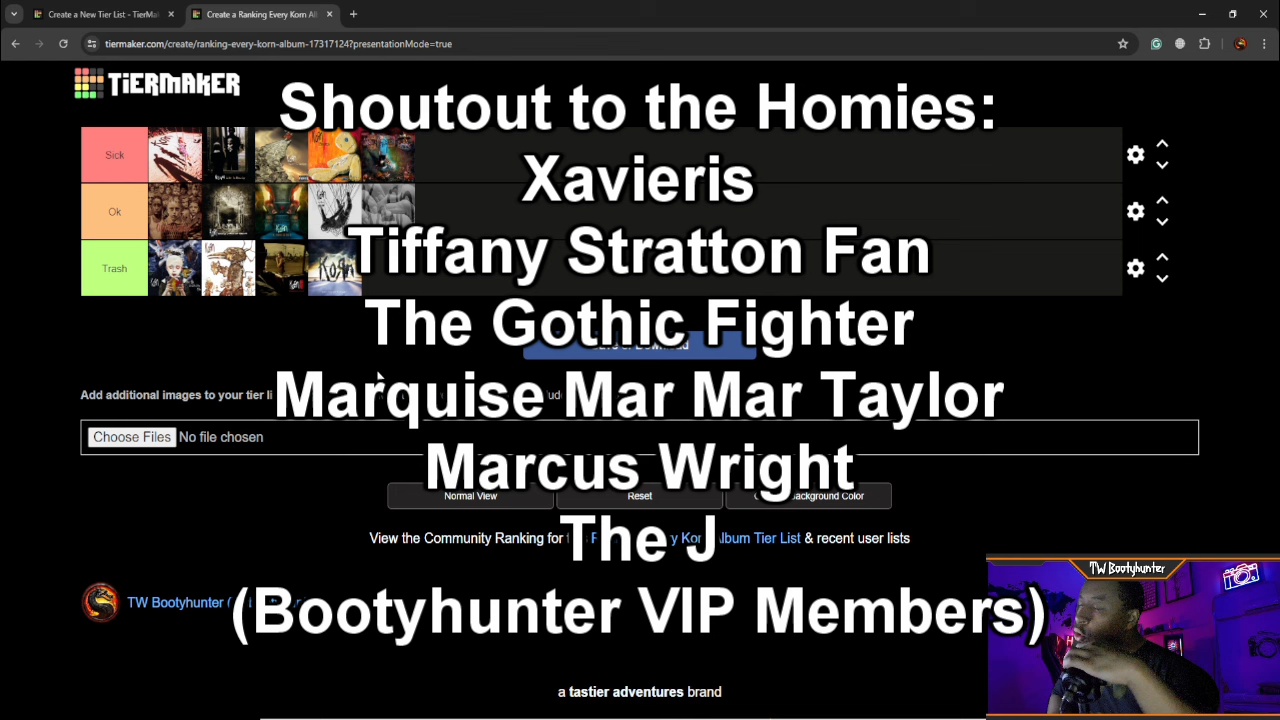 Create a New Tier List - TierMa
Create a Ranking Every Korn Al
tiermaker.com/create/ranking-every-korn-album-17317124?presentationMode=true
TiERMAKER
Shoutout to the Homies:
Xavieris
Tiffany Stratton Fan
The Gothic Fighter
Marquise Mar Mar Taylor
Marcus Wright
The J
(Bootyhunter VIP Members)
Sick
Ok
Trash
KoRn
Add additional images to your tier li
Choose Files No file chosen
Normal View
Reset
Background Color
View the Community Ranking for Album Tier List & recent user lists
TW Bootyhunter
TW Bootyhunter
a tastier adventures brand